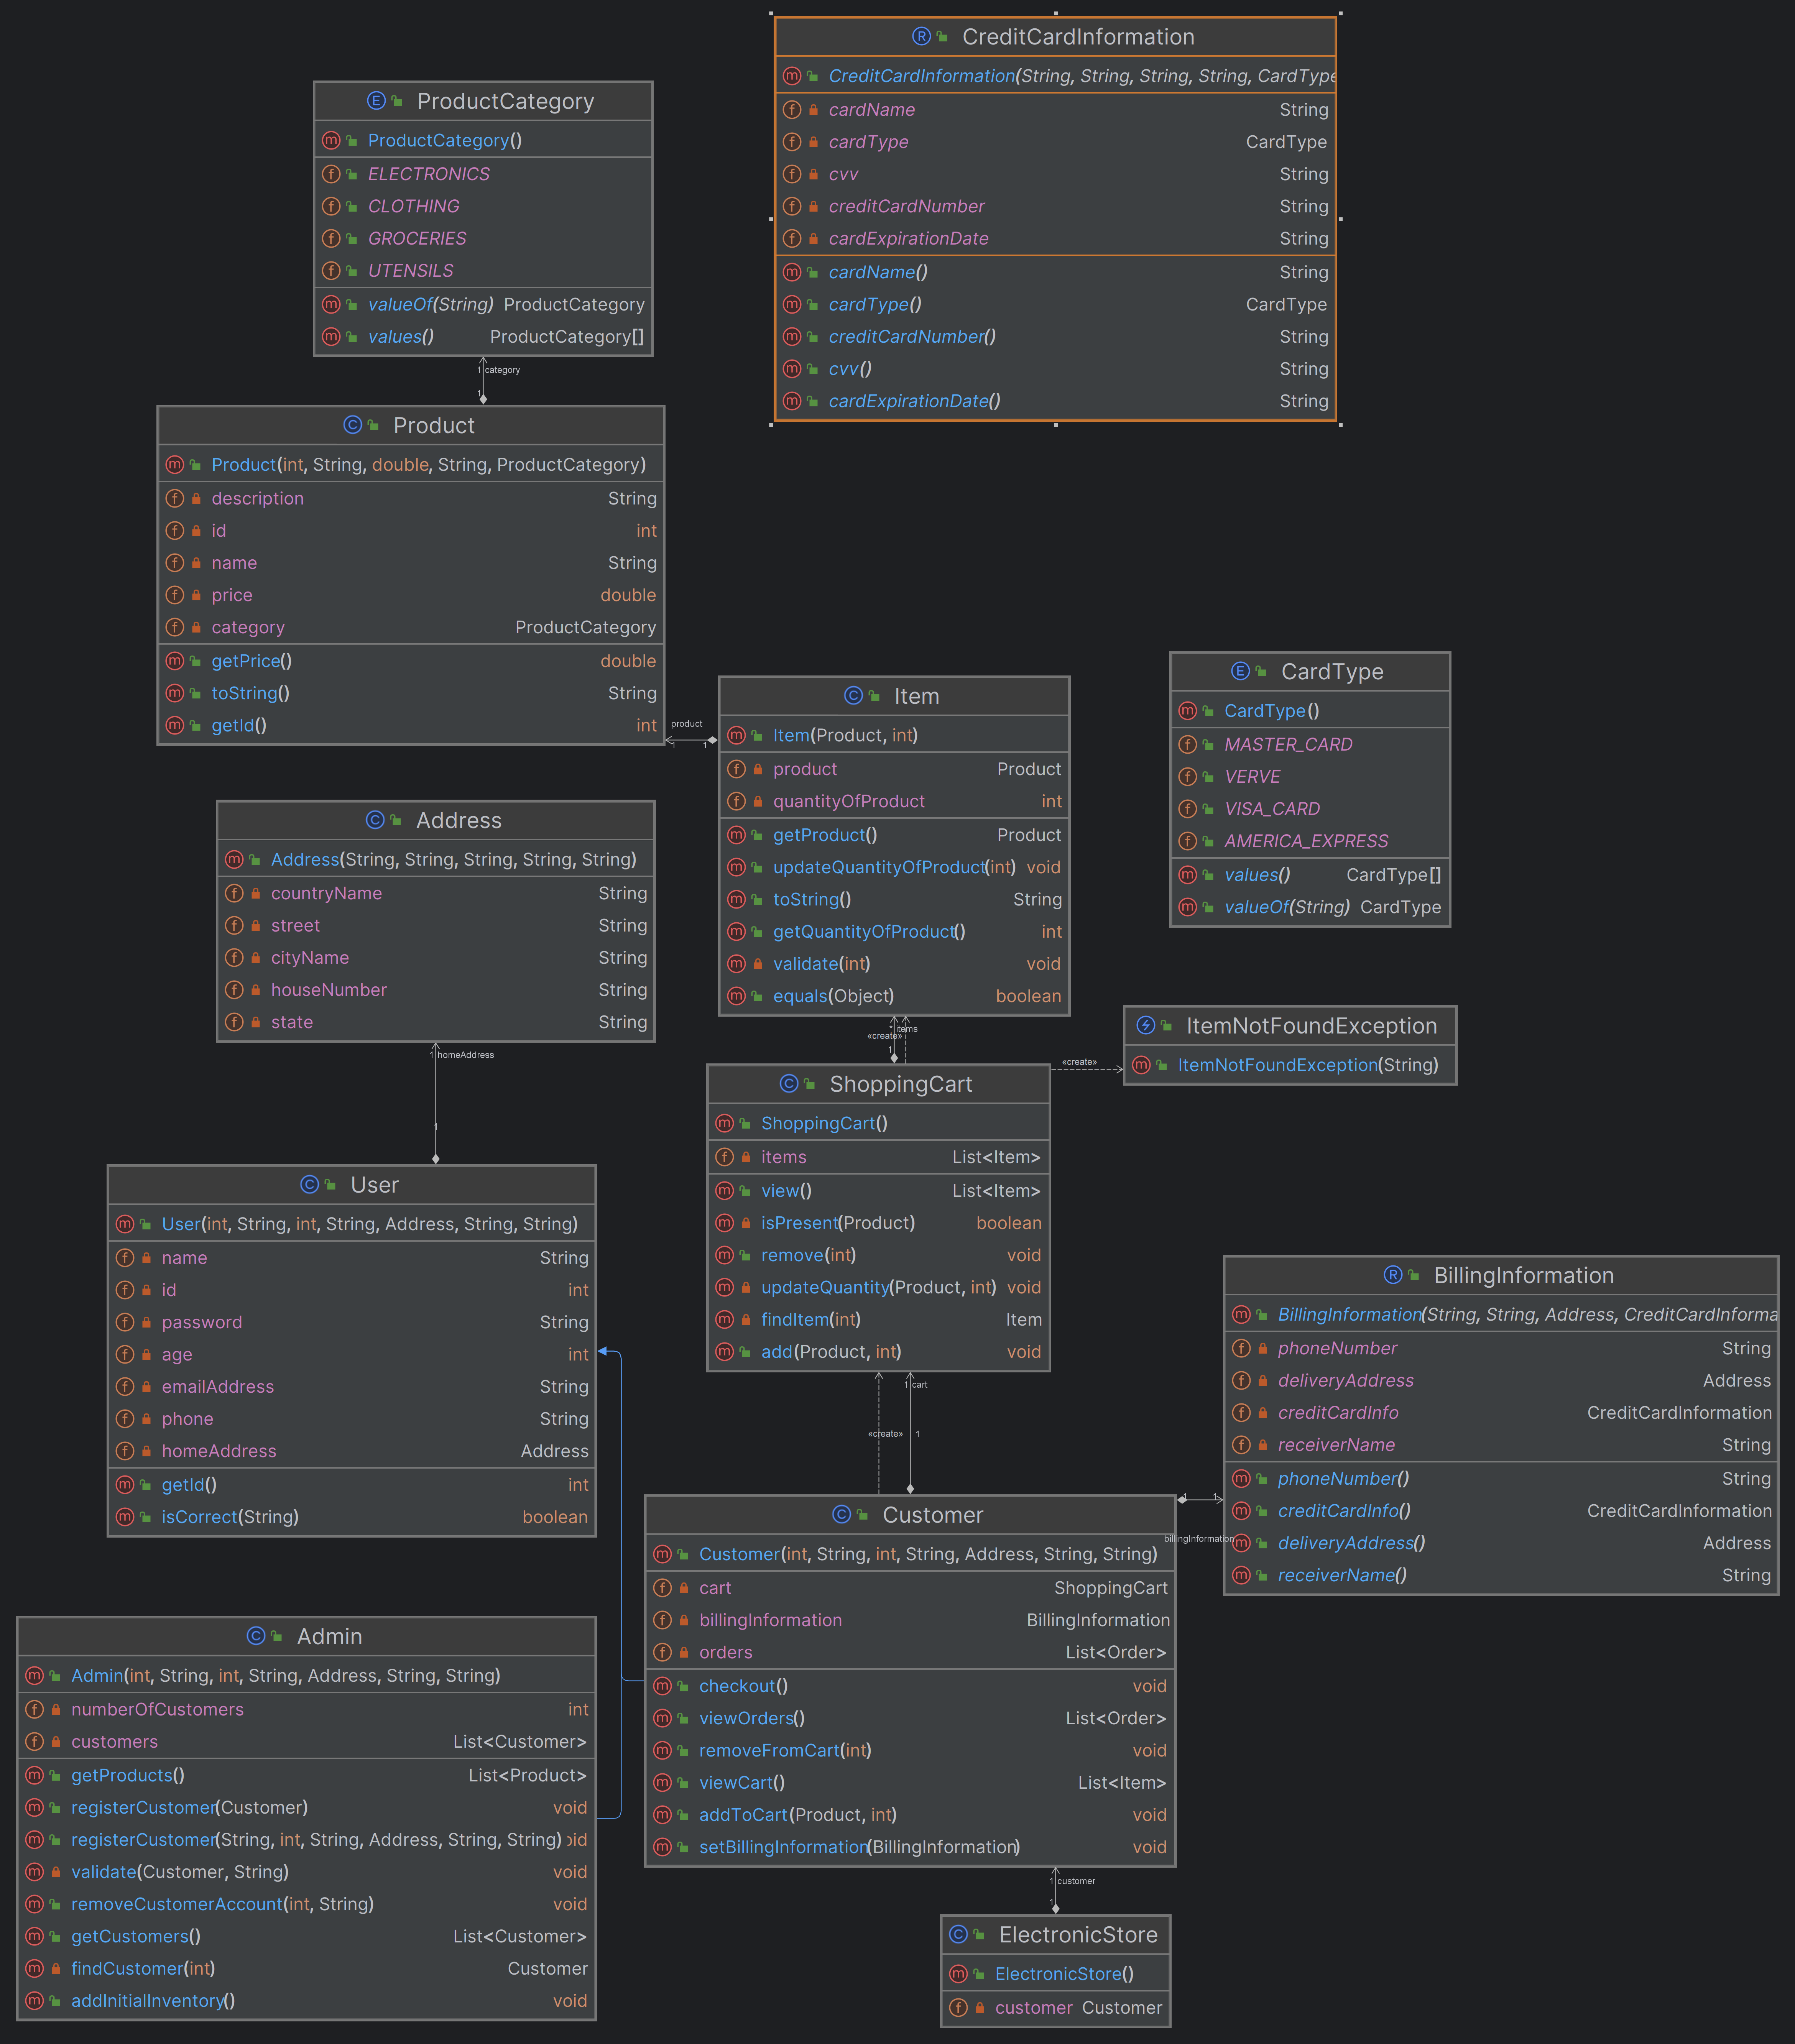 CreditCardInformation
CreditCardInformation(String, String, String, String, CardType
cardName String
cardType CardType
cvv String
creditCardNumber String
cardExpirationDate String
cardName() String
cardType() CardType
creditCardNumber() String
cvv() String
cardExpirationDate() String
ProductCategory
ProductCategory()
ELECTRONICS
CLOTHING
GROCERIES
UTENSILS
valueOf(String) ProductCategory
values() ProductCategory[]
1 category
1
Product
Product(int, String, double, String, ProductCategory)
description String
id int
name String
price double
category ProductCategory
getPrice() double
toString() String
getId() int
product
1 1
Item
Item(Product, int)
product Product
quantityOfProduct int
getProduct() Product
updateQuantityOfProduct(int) void
toString() String
getQuantityOfProduct() int
validate(int) void
equals(Object) boolean
CardType
CardType()
MASTER_CARD
VERVE
VISA_CARD
AMERICA_EXPRESS
values() CardType[]
valueOf(String) CardType
Address
Address(String, String, String, String, String)
countryName String
street String
cityName String
houseNumber String
state String
1 homeAddress
1
* items
«create»
1
ItemNotFoundException
ItemNotFoundException(String)
«create»
ShoppingCart
ShoppingCart()
items List<Item>
view() List<Item>
isPresent(Product) boolean
remove(int) void
updateQuantity(Product, int) void
findItem(int) Item
add(Product, int) void
1 cart
«create» 1
User
User(int, String, int, String, Address, String, String)
name String
id int
password String
age int
emailAddress String
phone String
homeAddress Address
getId() int
isCorrect(String) boolean
BillingInformation
BillingInformation(String, String, Address, CreditCardInforma
phoneNumber String
deliveryAddress Address
creditCardInfo CreditCardInformation
receiverName String
phoneNumber() String
creditCardInfo() CreditCardInformation
deliveryAddress() Address
receiverName() String
1 1
billingInformation
Customer
Customer(int, String, int, String, Address, String, String)
cart ShoppingCart
billingInformation BillingInformation
orders List<Order>
checkout() void
viewOrders() List<Order>
removeFromCart(int) void
viewCart() List<Item>
addToCart(Product, int) void
setBillingInformation(BillingInformation) void
Admin
Admin(int, String, int, String, Address, String, String)
numberOfCustomers int
customers List<Customer>
getProducts() List<Product>
registerCustomer(Customer) void
registerCustomer(String, int, String, Address, String, String) oid
validate(Customer, String) void
removeCustomerAccount(int, String) void
getCustomers() List<Customer>
findCustomer(int) Customer
addInitialInventory() void
1 customer
1
ElectronicStore
ElectronicStore()
customer Customer